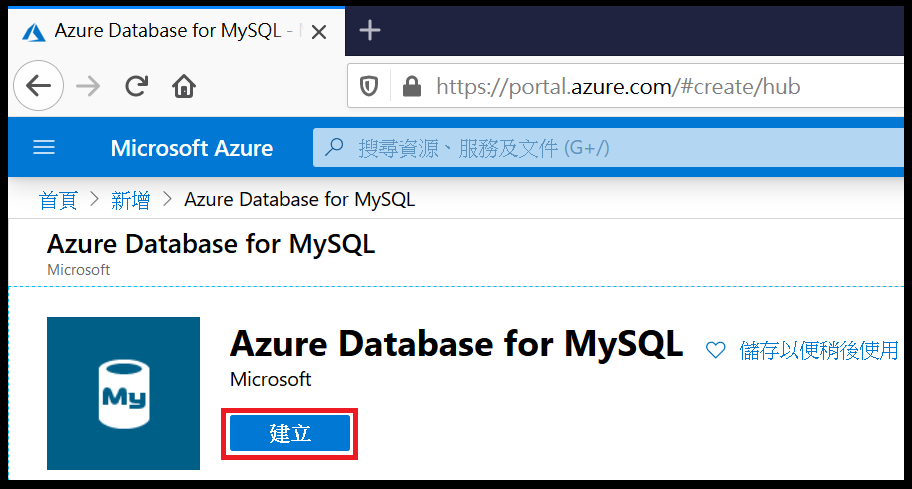 Azure Database for MySQL -
https://portal.azure.com/#create/hub
Microsoft Azure
搜尋資源、服務及文件 (G+/)
首頁 > 新增 > Azure Database for MySQL
Azure Database for MySQL
Microsoft
My
Azure Database for MySQL
儲存以便稍後使用
Microsoft
建立